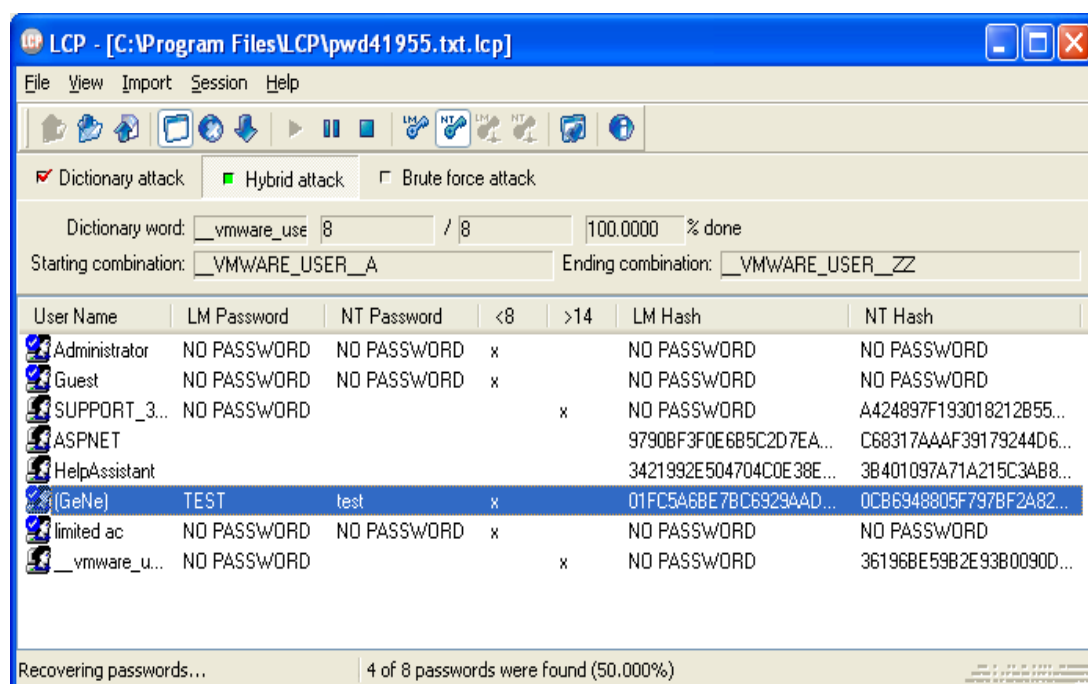 LCP - [C:\Program Files\LCP\pwd41955.txt.lcp]
File View Import Session Help
LM NT LM NT
Dictionary attack Hybrid attack Brute force attack
Dictionary word: __vmware_use 8 / 8 100.0000 % done
Starting combination: __VMWARE_USER__A Ending combination: __VMWARE_USER__ZZ
User Name LM Password NT Password <8 >14 LM Hash NT Hash
Administrator NO PASSWORD NO PASSWORD x NO PASSWORD NO PASSWORD
Guest NO PASSWORD NO PASSWORD x NO PASSWORD NO PASSWORD
SUPPORT_3... NO PASSWORD x NO PASSWORD A424897F193018212B55...
ASPNET 9790BF3F0E6B5C2D7EA... C68317AAAF39179244D6...
HelpAssistant 3421992E504704C0E38E... 3B401097A71A215C3AB8...
(GeNe) TEST test x 01FC5A6BE7BC6929AAD... 0CB6948805F797BF2A82...
limited ac NO PASSWORD NO PASSWORD x NO PASSWORD NO PASSWORD
__vmware_u... NO PASSWORD x NO PASSWORD 36196BE59B2E93B0090D...
Recovering passwords... 4 of 8 passwords were found (50.000%)